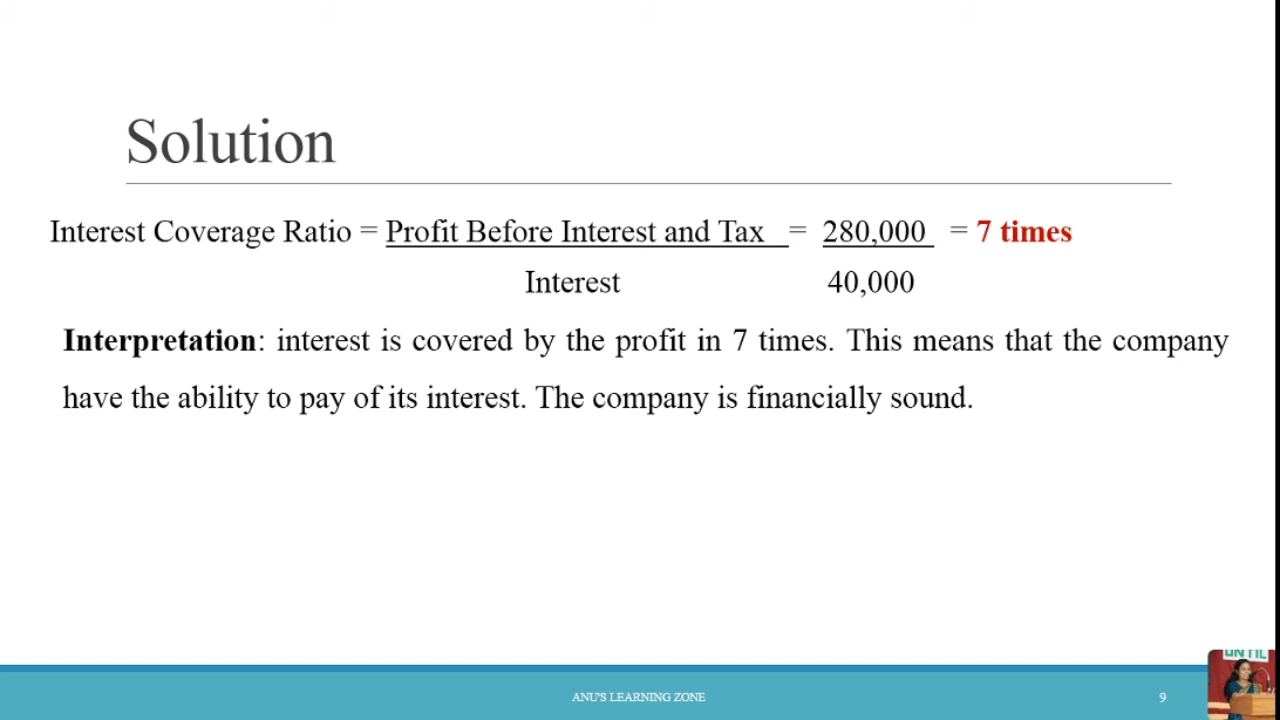 Solution
Interest Coverage Ratio = Profit Before Interest and Tax = 280,000 = 7 times
Interest 40,000
Interpretation: interest is covered by the profit in 7 times. This means that the company
have the ability to pay of its interest. The company is financially sound.
ANU'S LEARNING ZONE
9